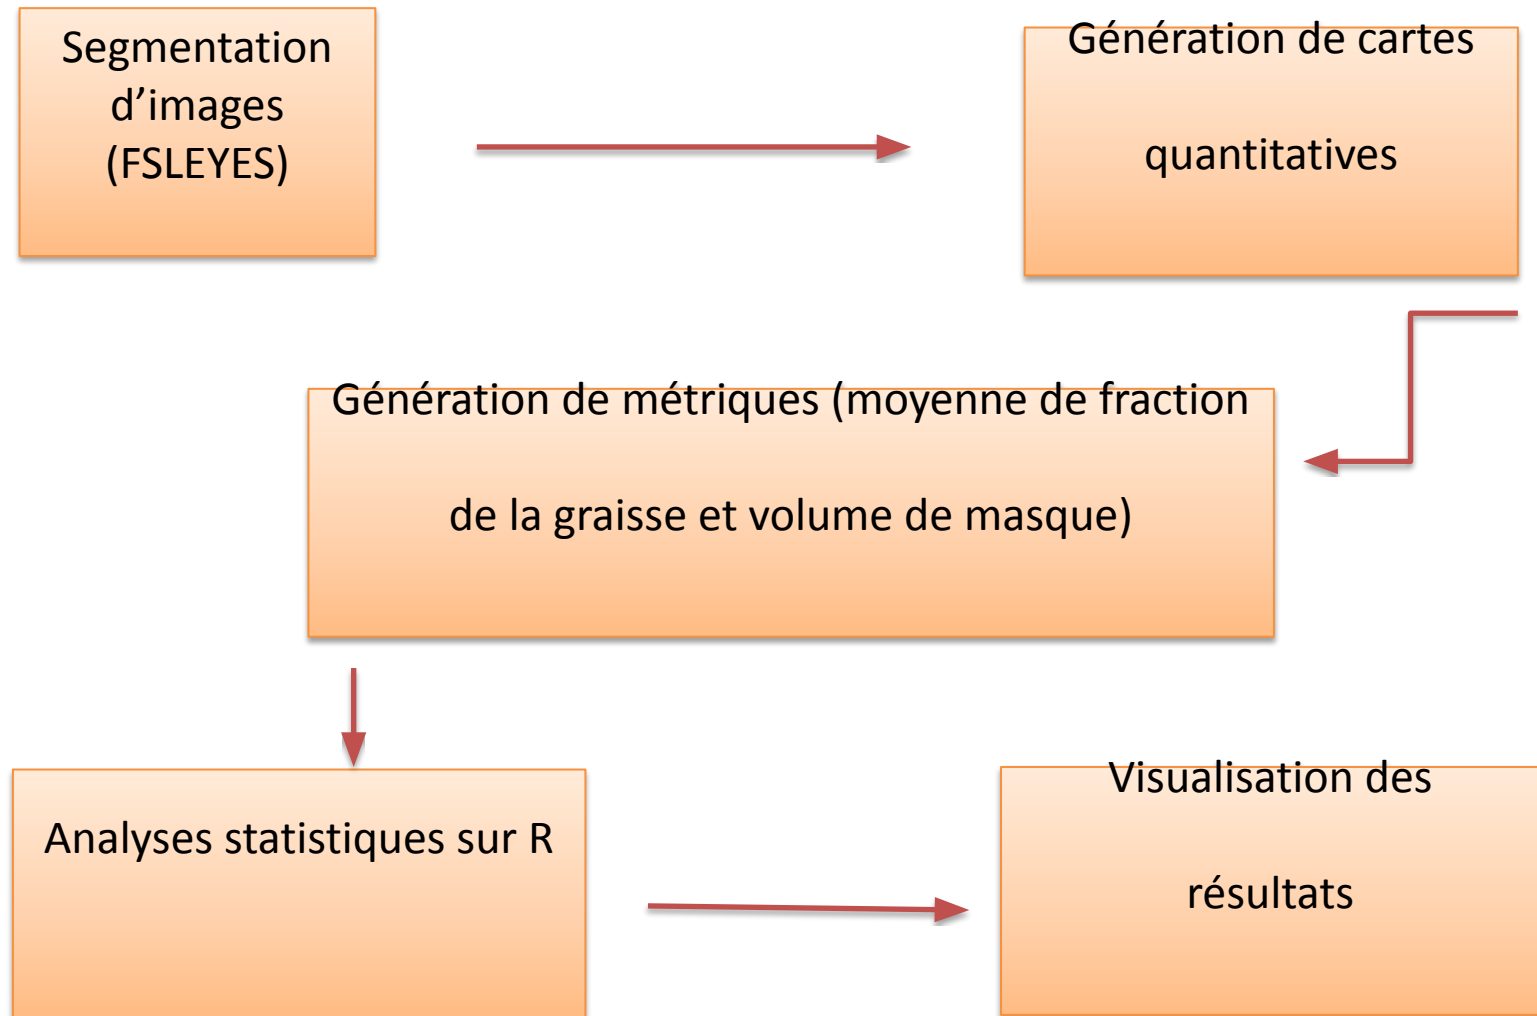 Segmentation
d’images
(FSLEYES)
Génération de cartes
quantitatives
Génération de métriques (moyenne de fraction
de la graisse et volume de masque)
Analyses statistiques sur R
Visualisation des
résultats